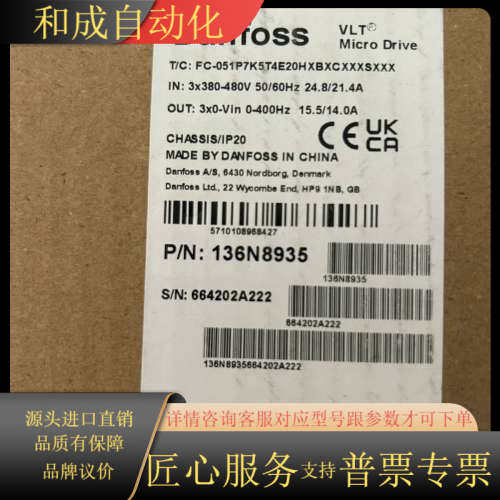 和成自动化
Danfoss
VLT®
Micro Drive
T/C: FC-051P7K5T4E20HXBXCXXXSXXX
IN: 3x380-480V 50/60Hz 24.8/21.4A
OUT: 3x0-Vin 0-400Hz 15.5/14.0A
CHASSIS/IP20
CE UKCA
MADE BY DANFOSS IN CHINA
Danfoss A/S, 6430 Nordborg, Denmark
Danfoss Ltd., 22 Wycombe End, HP9 1NB, GB
5710108968427
P/N: 136N8935
136N8935
S/N: 664202A222
664202A222
136N8935664202A222
源头进口直销
品质有保障
品牌议价
详情咨询客服对应型号跟参数才可下单
匠心服务 支持 普票专票